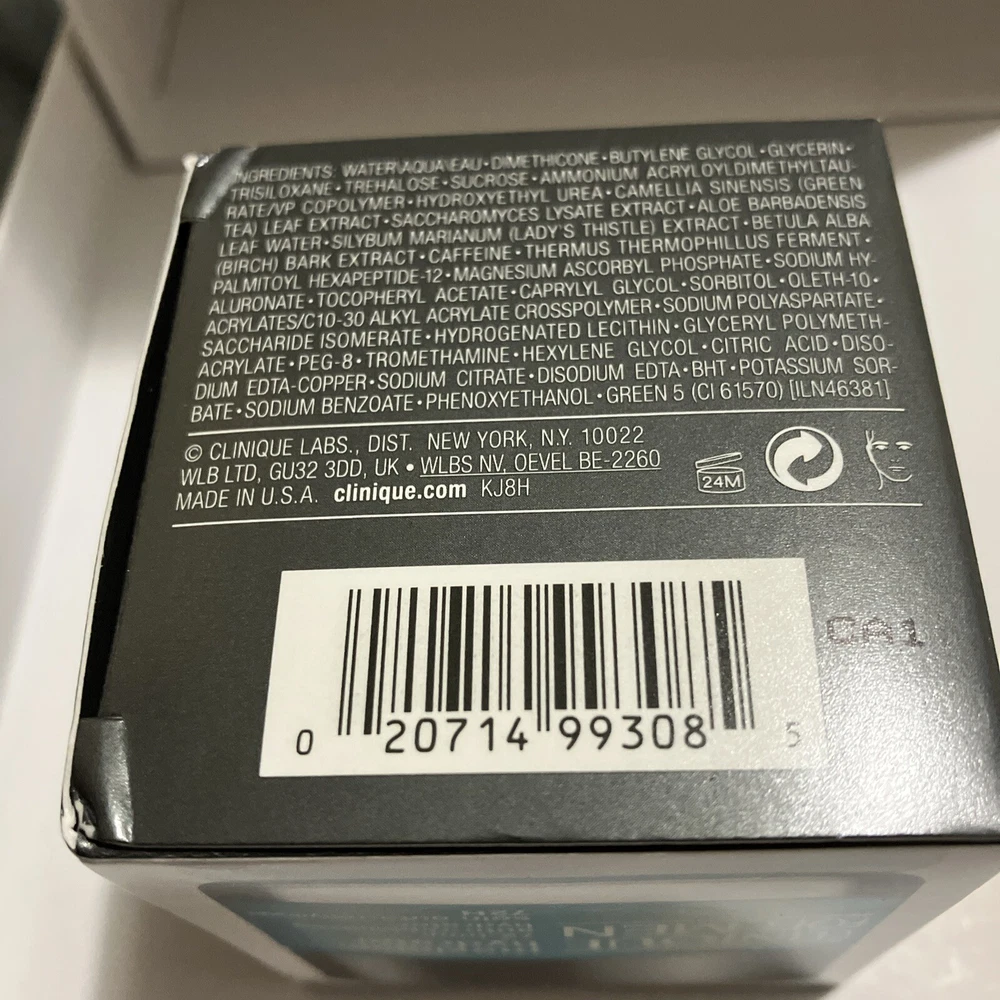 INGREDIENTS: WATER\AQUA\EAU•DIMETHICONE•BUTYLENE GLYCOL•GLYCERIN•
TRISILOXANE•TREHALOSE•SUCROSE•AMMONIUM ACRYLOYLDIMETHYLTAU-
RATE/VP COPOLYMER•HYDROXYETHYL UREA•CAMELLIA SINENSIS (GREEN
TEA) LEAF EXTRACT•SACCHAROMYCES LYSATE EXTRACT•ALOE BARBADENSIS
LEAF WATER•SILYBUM MARIANUM (LADY'S THISTLE) EXTRACT•BETULA ALBA
(BIRCH) BARK EXTRACT•CAFFEINE•THERMUS THERMOPHILLUS FERMENT•
PALMITOYL HEXAPEPTIDE-12•MAGNESIUM ASCORBYL PHOSPHATE•SODIUM HY-
ALURONATE•TOCOPHERYL ACETATE•CAPRYLYL GLYCOL•SORBITOL•OLETH-10•
ACRYLATES/C10-30 ALKYL ACRYLATE CROSSPOLYMER•SODIUM POLYASPARTATE•
SACCHARIDE ISOMERATE•HYDROGENATED LECITHIN•GLYCERYL POLYMETH-
ACRYLATE•PEG-8•TROMETHAMINE•HEXYLENE GLYCOL•CITRIC ACID•DISO-
DIUM EDTA-COPPER•SODIUM CITRATE•DISODIUM EDTA•BHT•POTASSIUM SOR-
BATE•SODIUM BENZOATE•PHENOXYETHANOL•GREEN 5 (CI 61570) [ILN46381]
© CLINIQUE LABS., DIST. NEW YORK, N.Y. 10022
WLB LTD, GU32 3DD, UK • WLBS NV, OEVEL BE-2260
MADE IN U.S.A. clinique.com KJ8H
24M
CA1
0 20714 99308 5